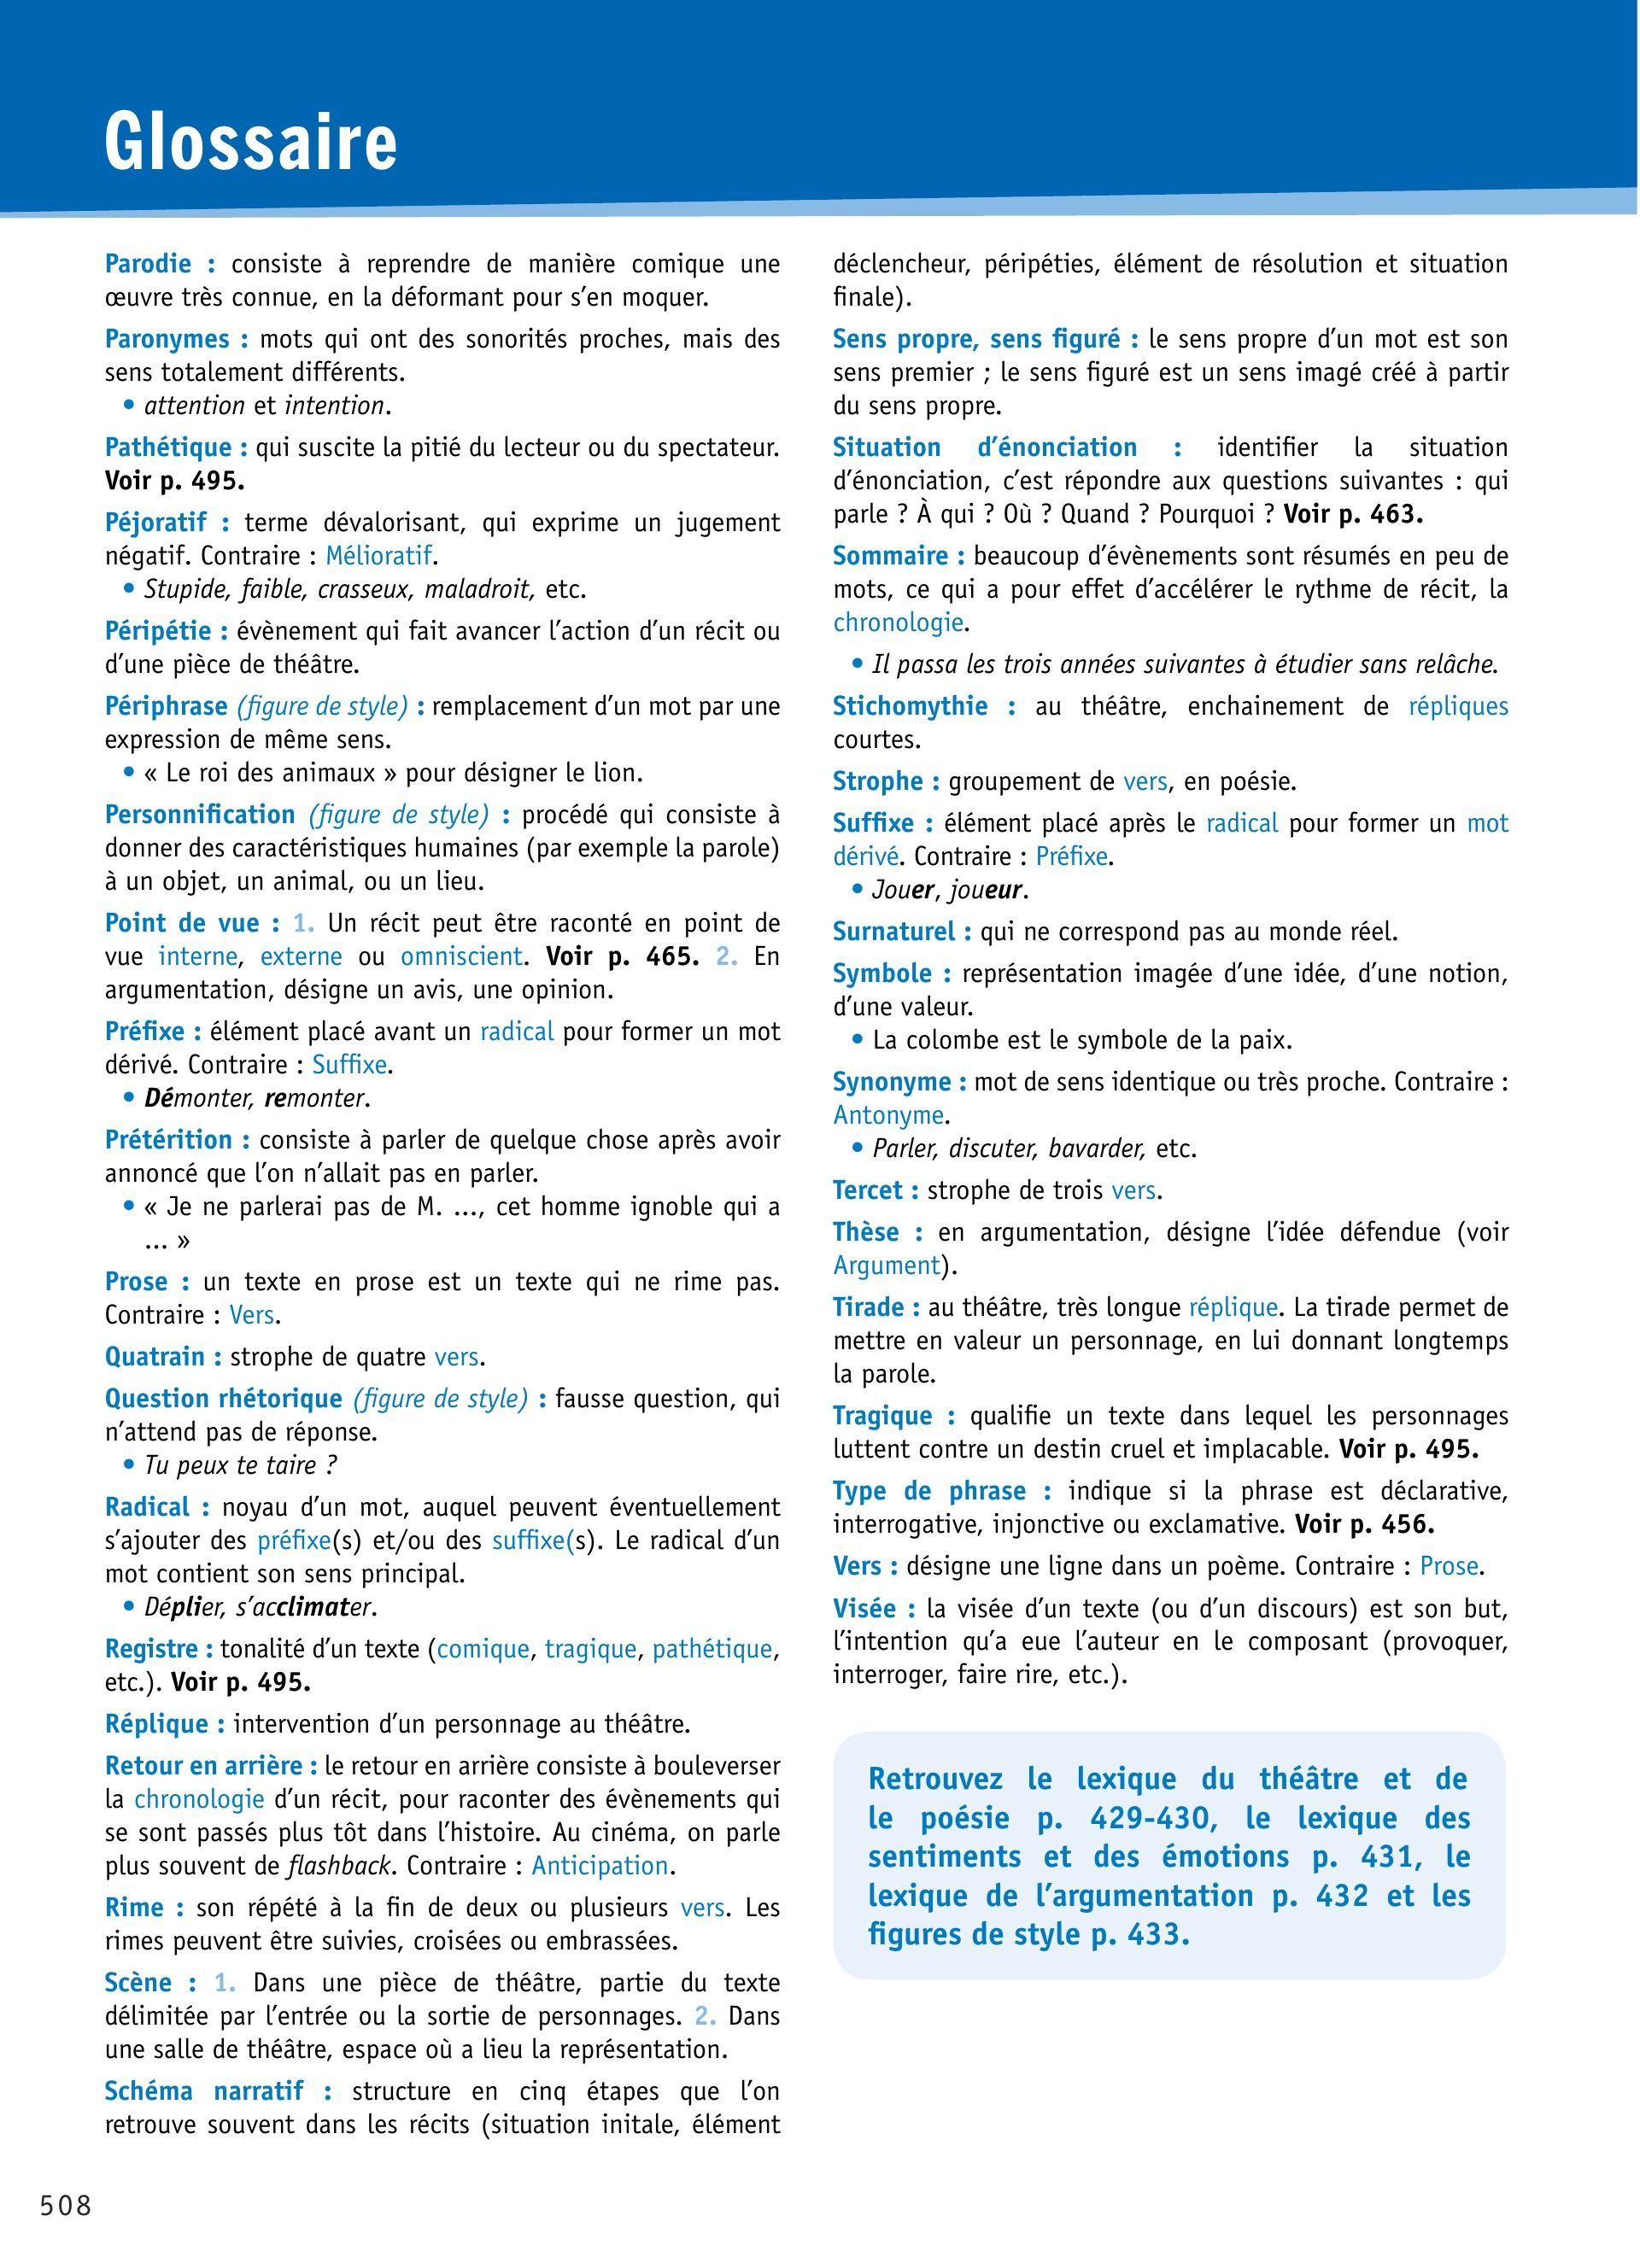 Glossaire
Parodie : consiste à reprendre de manière comique une
œuvre très connue, en la déformant pour s’en moquer.
Paronymes : mots qui ont des sonorités proches, mais des
sens totalement différents.
• attention et intention.
Pathétique : qui suscite la pitié du lecteur ou du spectateur.
Voir p. 495.
Péjoratif : terme dévalorisant, qui exprime un jugement
négatif. Contraire : Mélioratif.
• Stupide, faible, crasseux, maladroit, etc.
Péripétie : évènement qui fait avancer l’action d’un récit ou
d’une pièce de théâtre.
Périphrase (figure de style) : remplacement d’un mot par une
expression de même sens.
• « Le roi des animaux » pour désigner le lion.
Personnification (figure de style) : procédé qui consiste à
donner des caractéristiques humaines (par exemple la parole)
à un objet, un animal, ou un lieu.
Point de vue : 1. Un récit peut être raconté en point de
vue interne, externe ou omniscient. Voir p. 465. 2. En
argumentation, désigne un avis, une opinion.
Préfixe : élément placé avant un radical pour former un mot
dérivé. Contraire : Suffixe.
• Démonter, remonter.
Prétérition : consiste à parler de quelque chose après avoir
annoncé que l’on n’allait pas en parler.
• « Je ne parlerai pas de M. ..., cet homme ignoble qui a
... »
Prose : un texte en prose est un texte qui ne rime pas.
Contraire : Vers.
Quatrain : strophe de quatre vers.
Question rhétorique (figure de style) : fausse question, qui
n’attend pas de réponse.
• Tu peux te taire ?
Radical : noyau d’un mot, auquel peuvent éventuellement
s’ajouter des préfixe(s) et/ou des suffixe(s). Le radical d’un
mot contient son sens principal.
• Déplier, s’acclimater.
Registre : tonalité d’un texte (comique, tragique, pathétique,
etc.). Voir p. 495.
Réplique : intervention d’un personnage au théâtre.
Retour en arrière : le retour en arrière consiste à bouleverser
la chronologie d’un récit, pour raconter des évènements qui
se sont passés plus tôt dans l’histoire. Au cinéma, on parle
plus souvent de flashback. Contraire : Anticipation.
Rime : son répété à la fin de deux ou plusieurs vers. Les
rimes peuvent être suivies, croisées ou embrassées.
Scène : 1. Dans une pièce de théâtre, partie du texte
délimitée par l’entrée ou la sortie de personnages. 2. Dans
une salle de théâtre, espace où a lieu la représentation.
Schéma narratif : structure en cinq étapes que l’on
retrouve souvent dans les récits (situation initale, élément
déclencheur, péripéties, élément de résolution et situation
finale).
Sens propre, sens figuré : le sens propre d’un mot est son
sens premier ; le sens figuré est un sens imagé créé à partir
du sens propre.
Situation d’énonciation : identifier la situation
d’énonciation, c’est répondre aux questions suivantes : qui
parle ? À qui ? Où ? Quand ? Pourquoi ? Voir p. 463.
Sommaire : beaucoup d’évènements sont résumés en peu de
mots, ce qui a pour effet d’accélérer le rythme de récit, la
chronologie.
• Il passa les trois années suivantes à étudier sans relâche.
Stichomythie : au théâtre, enchainement de répliques
courtes.
Strophe : groupement de vers, en poésie.
Suffixe : élément placé après le radical pour former un mot
dérivé. Contraire : Préfixe.
• Jouer, joueur.
Surnaturel : qui ne correspond pas au monde réel.
Symbole : représentation imagée d’une idée, d’une notion,
d’une valeur.
• La colombe est le symbole de la paix.
Synonyme : mot de sens identique ou très proche. Contraire :
Antonyme.
• Parler, discuter, bavarder, etc.
Tercet : strophe de trois vers.
Thèse : en argumentation, désigne l’idée défendue (voir
Argument).
Tirade : au théâtre, très longue réplique. La tirade permet de
mettre en valeur un personnage, en lui donnant longtemps
la parole.
Tragique : qualifie un texte dans lequel les personnages
luttent contre un destin cruel et implacable. Voir p. 495.
Type de phrase : indique si la phrase est déclarative,
interrogative, injonctive ou exclamative. Voir p. 456.
Vers : désigne une ligne dans un poème. Contraire : Prose.
Visée : la visée d’un texte (ou d’un discours) est son but,
l’intention qu’a eue l’auteur en le composant (provoquer,
interroger, faire rire, etc.).
Retrouvez le lexique du théâtre et de
le poésie p. 429-430, le lexique des
sentiments et des émotions p. 431, le
lexique de l’argumentation p. 432 et les
figures de style p. 433.
508